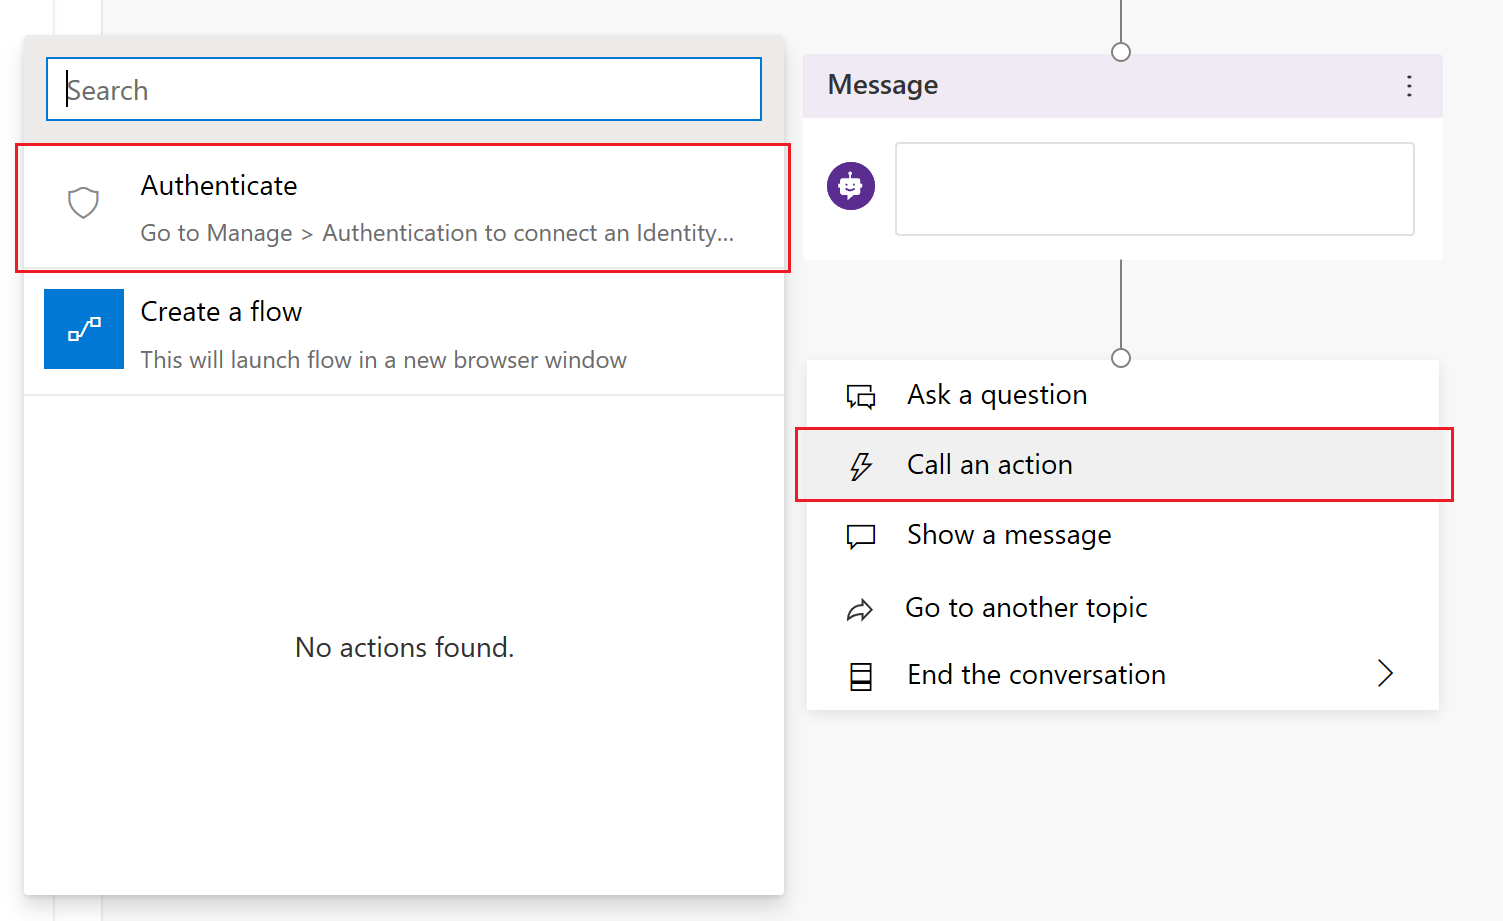 Search
Authenticate
Go to Manage > Authentication to connect an Identity...
Create a flow
This will launch flow in a new browser window
No actions found.
Message
Ask a question
Call an action
Show a message
Go to another topic
End the conversation